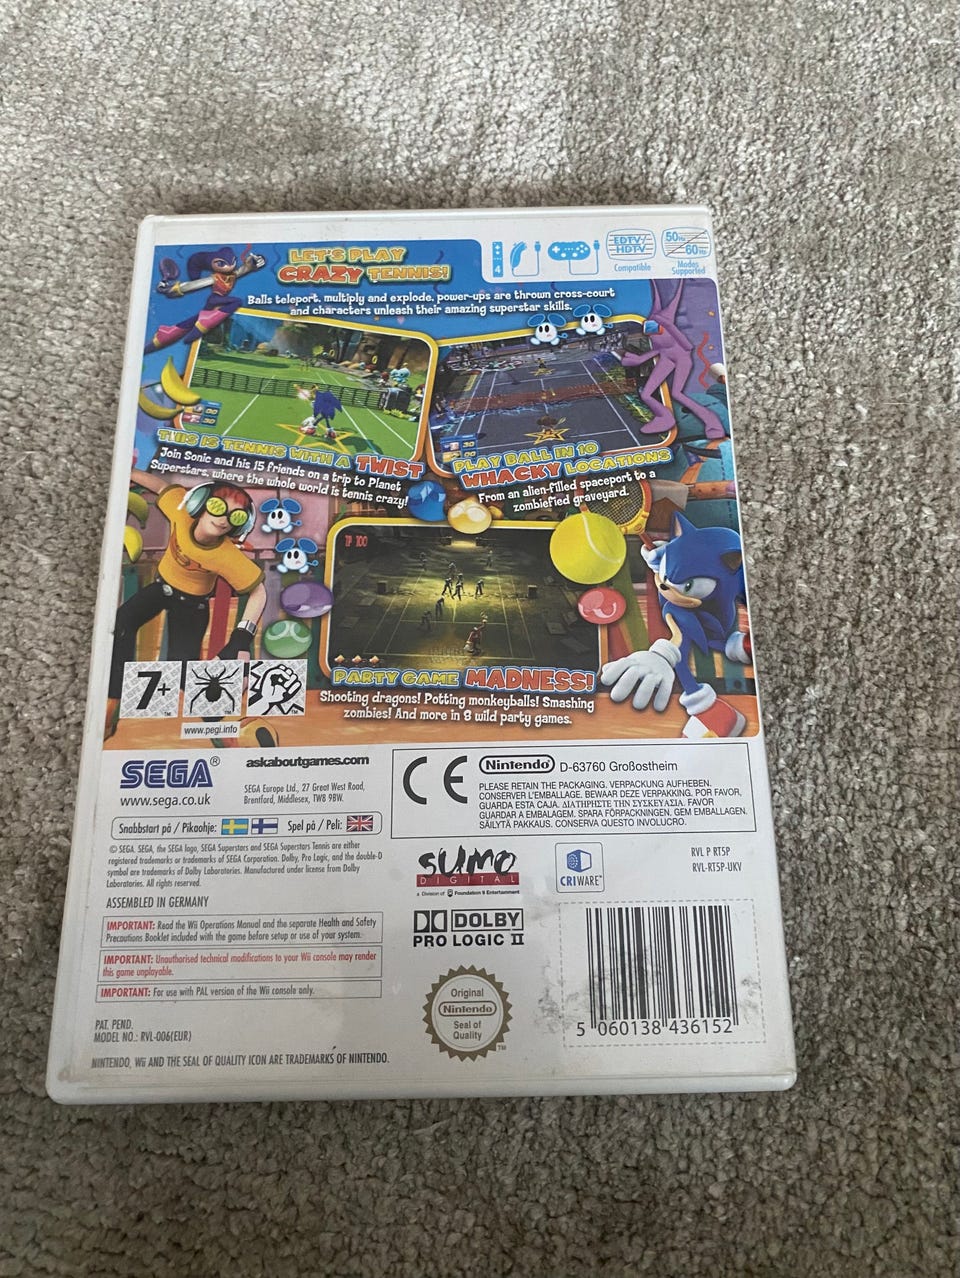 LET'S PLAY
CRAZY TENNIS!
Balls teleport, multiply and explode, power-ups are thrown cross-court
and characters unleash their amazing superstar skills.
4
EDTV/
HDTV
Compatible
50Hz
60Hz
Modes
Supported
THIS IS TENNIS WITH A TWIST
Join Sonic and his 15 friends on a trip to Planet
Superstars, where the whole world is tennis crazy!
PLAY BALL IN 10
WHACKY LOCATIONS
From an alien-filled spaceport to a
zombiefied graveyard.
100
PARTY GAME MADNESS!
Shooting dragons! Potting monkeyballs! Smashing
zombies! And more in 8 wild party games.
7+
www.pegi.info
SEGA®
www.sega.co.uk
askaboutgames.com
SEGA Europe Ltd., 27 Great West Road,
Brentford, Middlesex, TW8 9BW.
Snabbstart på / Pikaohje:
Spel på / Peli:
CE
Nintendo D-63760 Großostheim
PLEASE RETAIN THE PACKAGING. VERPACKUNG AUFHEBEN.
CONSERVER L'EMBALLAGE. BEWAAR DEZE VERPAKKING. POR FAVOR,
GUARDA ESTA CAJA. ΔΙΑΤΗΡΗΣΤΕ ΤΗΝ ΣΥΣΚΕΥΑΣΙΑ. FAVOR
GUARDAR A EMBALAGEM. SPARA FÖRPACKNINGEN. GEM EMBALLAGEN.
SÄILYTÄ PAKKAUS. CONSERVA QUESTO INVOLUCRO.
© SEGA. SEGA, the SEGA logo, SEGA Superstars and SEGA Superstars Tennis are either
registered trademarks or trademarks of SEGA Corporation. Dolby, Pro Logic, and the double-D
symbol are trademarks of Dolby Laboratories. Manufactured under license from Dolby
Laboratories. All rights reserved.
ASSEMBLED IN GERMANY
IMPORTANT: Read the Wii Operations Manual and the separate Health and Safety
Precautions Booklet included with the game before setup or use of your system.
IMPORTANT: Unauthorised technical modifications to your Wii console may render
this game unplayable.
IMPORTANT: For use with PAL version of the Wii console only.
PAT. PEND.
MODEL NO.: RVL-006(EUR)
NINTENDO, Wii AND THE SEAL OF QUALITY ICON ARE TRADEMARKS OF NINTENDO.
sumo
DIGITAL
a Division of Foundation 9 Entertainment
CRIWARE™
RVL P RT5P
RVL-RT5P-UKV
DOLBY
PRO LOGIC II
Original
Nintendo
Seal of
Quality
TM
5 060138 436152